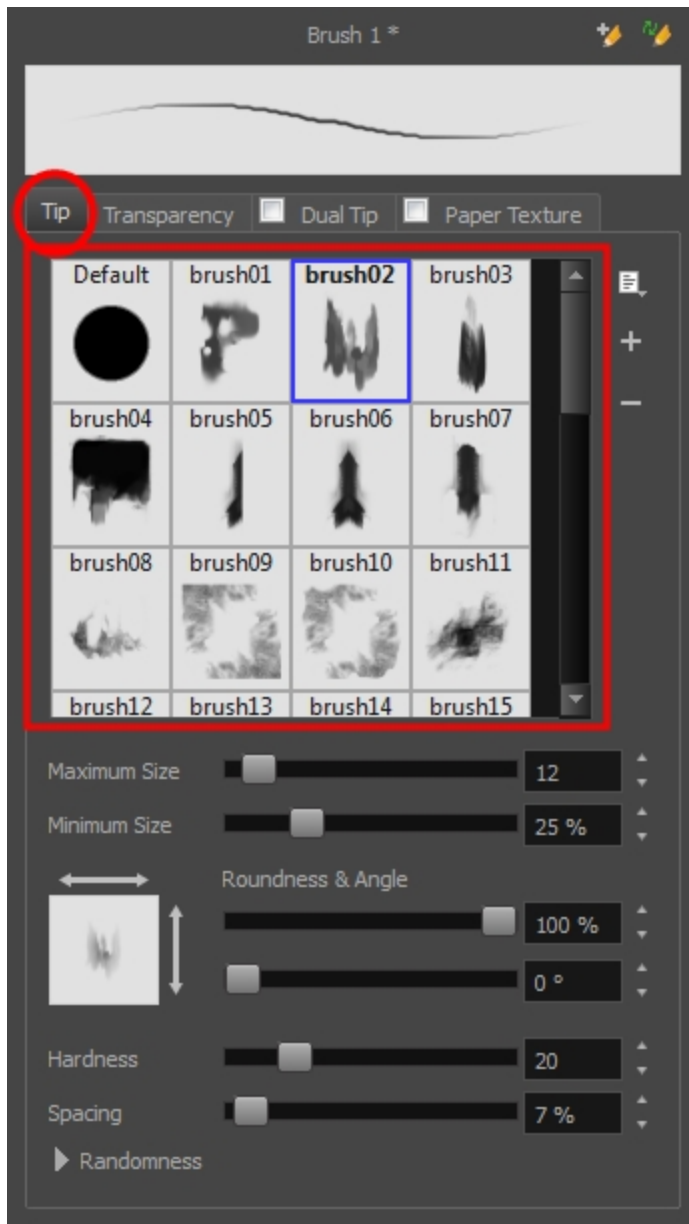 Brush 1 *
Tip Transparency Dual Tip Paper Texture
Default brush01 brush02 brush03
brush04 brush05 brush06 brush07
brush08 brush09 brush10 brush11
brush12 brush13 brush14 brush15
Maximum Size 12
Minimum Size 25 %
Roundness & Angle
100 %
0 °
Hardness 20
Spacing 7 %
Randomness